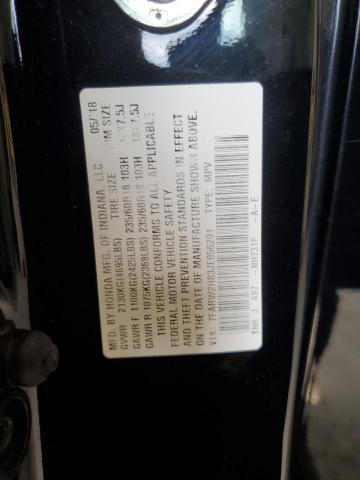 MFG. BY HONDA MFG. OF INDIANA, LLC 05/18
TIRE SIZE RIM SIZE
GVWR 2130KG(4695LBS)
GAWR F 1100KG(2425LBS) 235/60R18 103H 18X7.5J
GAWR R 1075KG(2369LBS) 235/60R18 103H 18X7.5J
THIS VEHICLE CONFORMS TO ALL APPLICABLE
FEDERAL MOTOR VEHICLE SAFETY
AND THEFT PREVENTION STANDARDS IN EFFECT
ON THE DATE OF MANUFACTURE SHOWN ABOVE.
VIN: TYPE: MPV
A-E